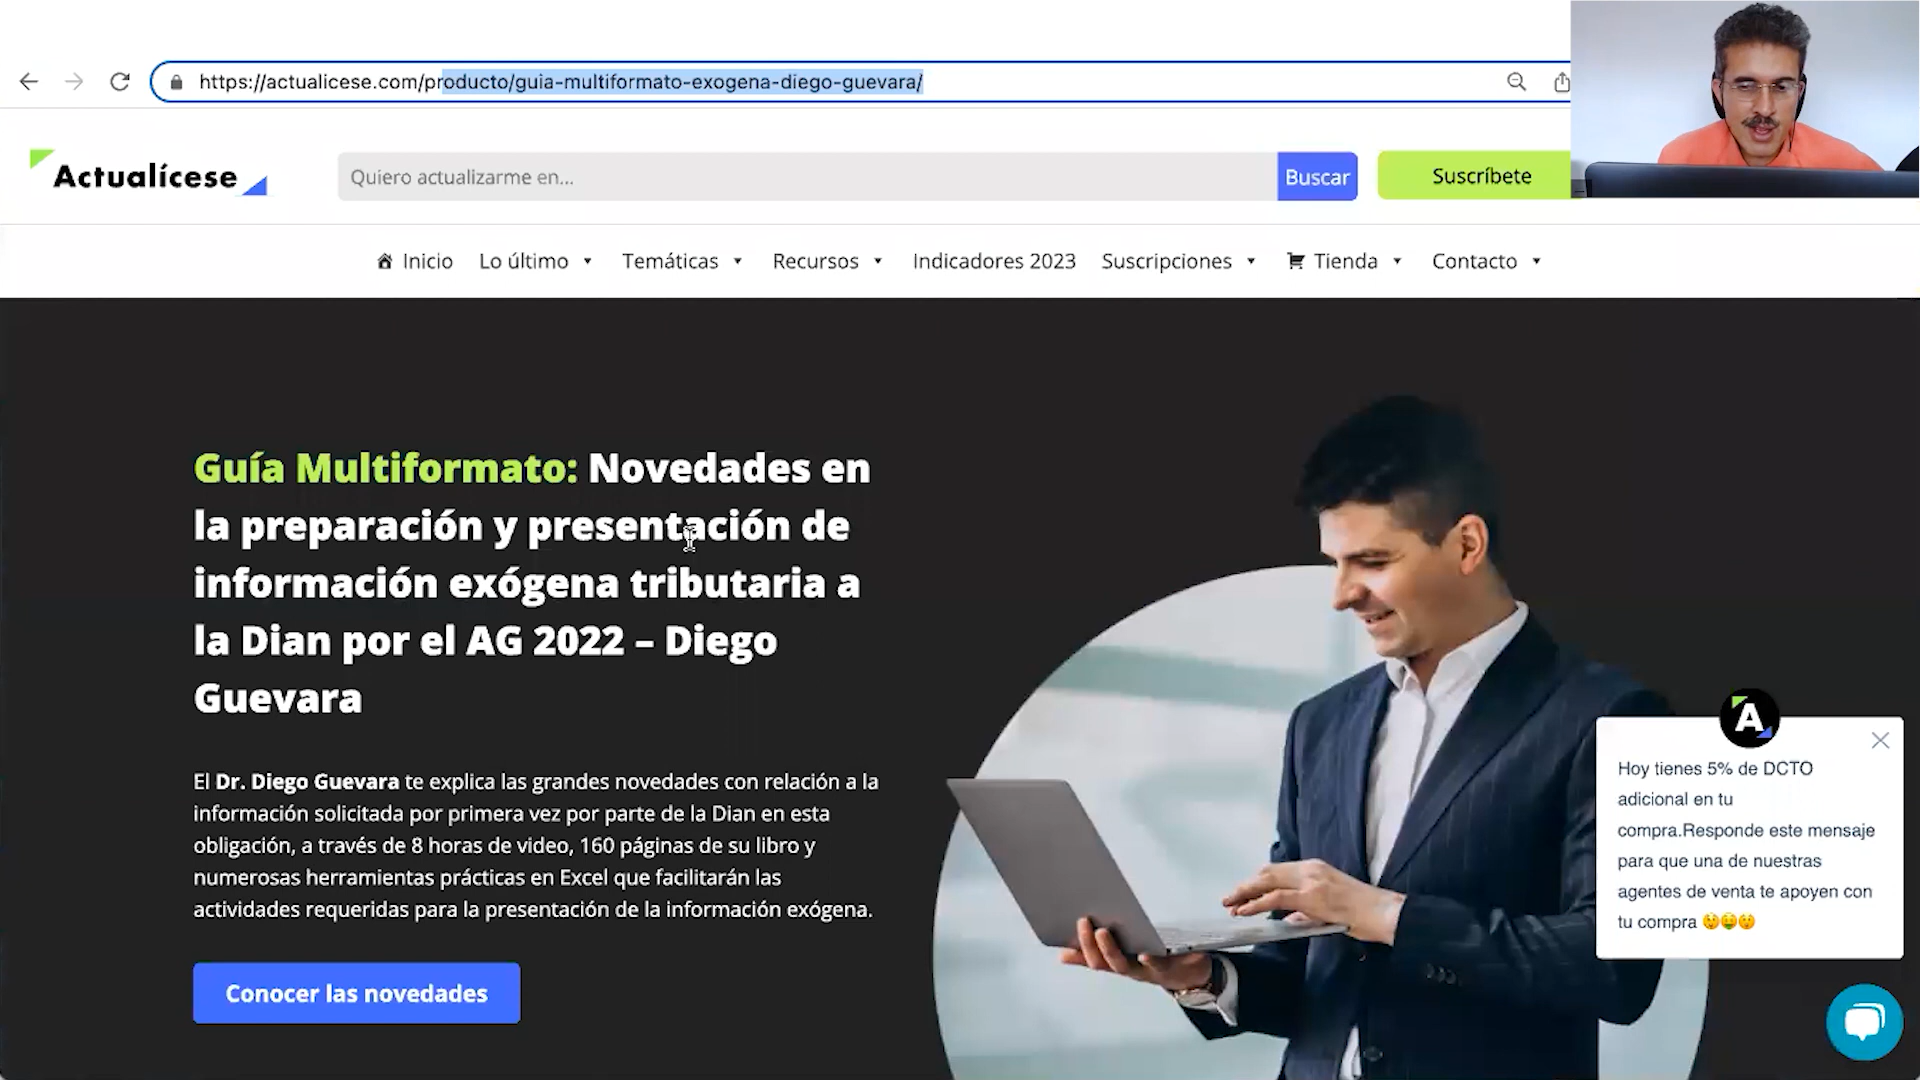 https://actualicese.com/producto/guia-multiformato-exogena-diego-guevara/
Actualícese
Quiero actualizarme en...
Buscar
Suscríbete
Inicio
Lo último
Temáticas
Recursos
Indicadores 2023
Suscripciones
Tienda
Contacto
Guía Multiformato: Novedades en
la preparación y presentación de
información exógena tributaria a
la Dian por el AG 2022 – Diego
Guevara
El Dr. Diego Guevara te explica las grandes novedades con relación a la
información solicitada por primera vez por parte de la Dian en esta
obligación, a través de 8 horas de video, 160 páginas de su libro y
numerosas herramientas prácticas en Excel que facilitarán las
actividades requeridas para la presentación de la información exógena.
Conocer las novedades
A
Hoy tienes 5% de DCTO
adicional en tu
compra.Responde este mensaje
para que una de nuestras
agentes de venta te apoyen con
tu compra 😯🤑😯